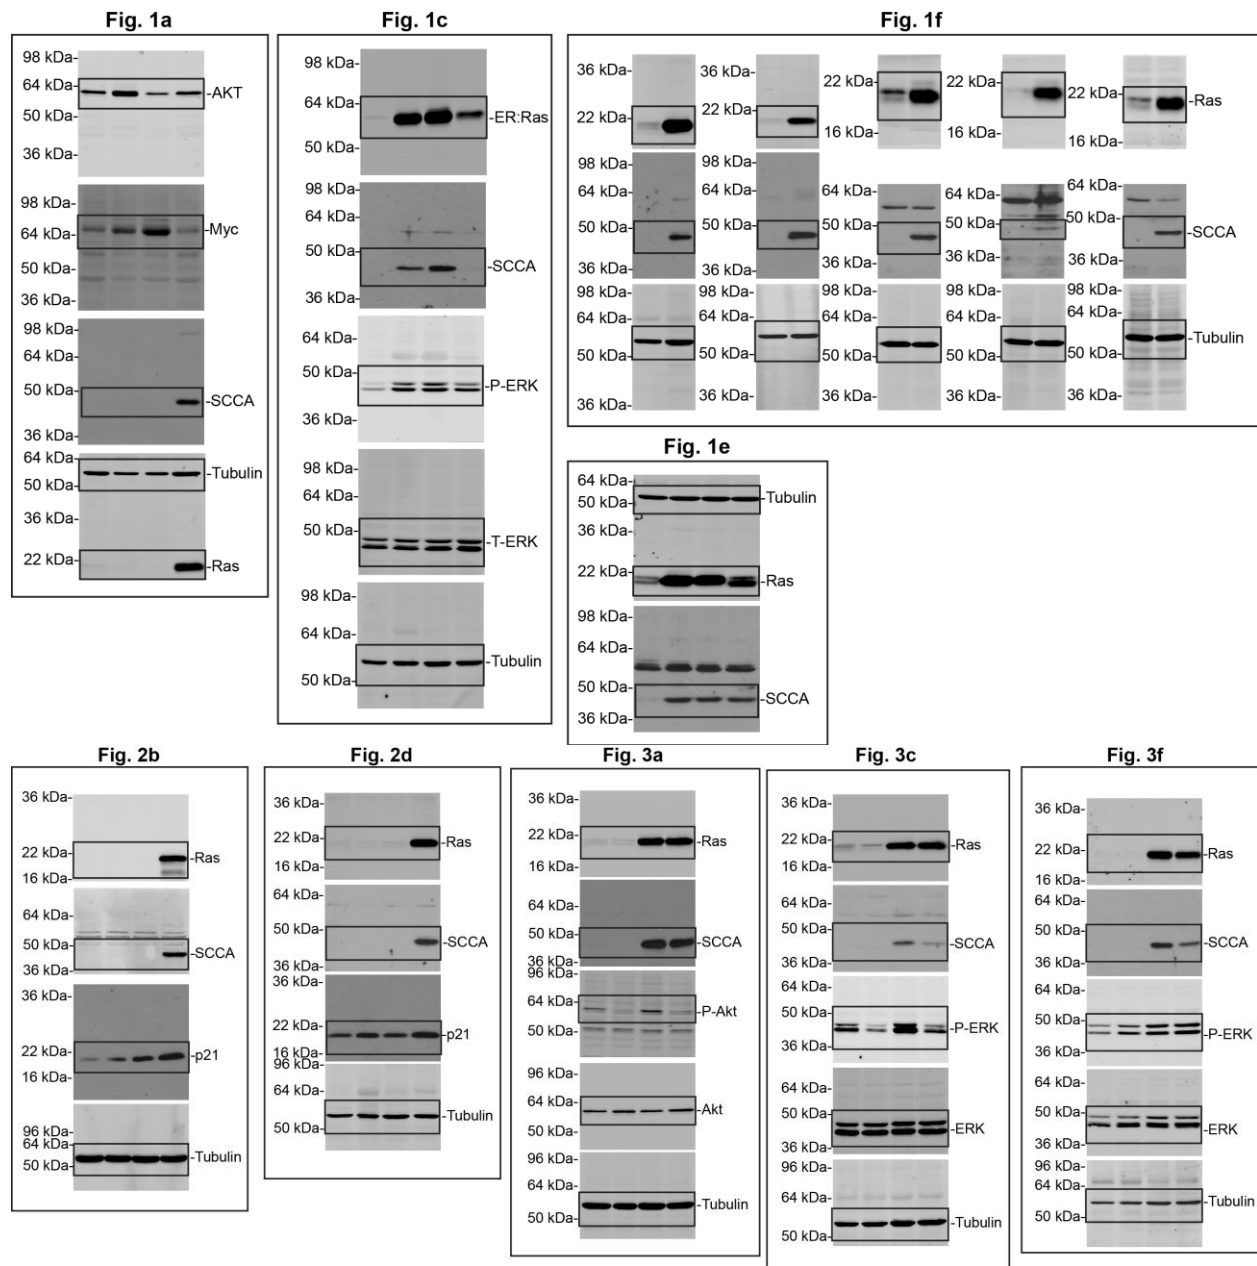 Fig. 1a
98 kDa-
64 kDa-
-AKT
50 kDa-
36 kDa-
98 kDa-
64 kDa-
-Myc
50 kDa-
36 kDa-
98 kDa-
64 kDa-
50 kDa-
-SCCA
36 kDa-
64 kDa-
-Tubulin
50 kDa-
36 kDa-
22 kDa-
-Ras
Fig. 1c
98 kDa-
64 kDa-
-ER:Ras
50 kDa-
98 kDa-
64 kDa-
50 kDa-
-SCCA
36 kDa-
64 kDa-
50 kDa-
-P-ERK
36 kDa-
98 kDa-
64 kDa-
50 kDa-
-T-ERK
98 kDa-
64 kDa-
-Tubulin
50 kDa-
Fig. 1f
36 kDa-
22 kDa-
98 kDa-
64 kDa-
50 kDa-
36 kDa-
98 kDa-
64 kDa-
50 kDa-
36 kDa-
36 kDa-
22 kDa-
98 kDa-
64 kDa-
50 kDa-
36 kDa-
98 kDa-
64 kDa-
50 kDa-
36 kDa-
22 kDa-
16 kDa-
64 kDa-
50 kDa-
36 kDa-
98 kDa-
64 kDa-
50 kDa-
36 kDa-
22 kDa-
16 kDa-
64 kDa-
50 kDa-
36 kDa-
98 kDa-
64 kDa-
50 kDa-
36 kDa-
22 kDa-
-Ras
16 kDa-
64 kDa-
50 kDa-
-SCCA
36 kDa-
98 kDa-
64 kDa-
-Tubulin
50 kDa-
36 kDa-
Fig. 1e
64 kDa-
-Tubulin
50 kDa-
36 kDa-
22 kDa-
-Ras
98 kDa-
64 kDa-
50 kDa-
-SCCA
36 kDa-
Fig. 2b
36 kDa-
22 kDa-
-Ras
16 kDa-
64 kDa-
50 kDa-
-SCCA
36 kDa-
36 kDa-
22 kDa-
-p21
16 kDa-
96 kDa-
64 kDa-
-Tubulin
50 kDa-
Fig. 2d
36 kDa-
22 kDa-
-Ras
16 kDa-
64 kDa-
50 kDa-
-SCCA
36 kDa-
36 kDa-
22 kDa-
-p21
16 kDa-
96 kDa-
64 kDa-
-Tubulin
50 kDa-
Fig. 3a
36 kDa-
22 kDa-
-Ras
16 kDa-
64 kDa-
50 kDa-
-SCCA
36 kDa-
96 kDa-
64 kDa-
-P-Akt
50 kDa-
96 kDa-
64 kDa-
-Akt
50 kDa-
96 kDa-
64 kDa-
-Tubulin
50 kDa-
Fig. 3c
36 kDa-
22 kDa-
-Ras
16 kDa-
64 kDa-
50 kDa-
-SCCA
36 kDa-
64 kDa-
50 kDa-
-P-ERK
36 kDa-
64 kDa-
50 kDa-
-ERK
36 kDa-
96 kDa-
64 kDa-
-Tubulin
50 kDa-
Fig. 3f
36 kDa-
22 kDa-
-Ras
16 kDa-
64 kDa-
50 kDa-
-SCCA
36 kDa-
64 kDa-
50 kDa-
-P-ERK
36 kDa-
64 kDa-
50 kDa-
-ERK
36 kDa-
96 kDa-
64 kDa-
-Tubulin
50 kDa-